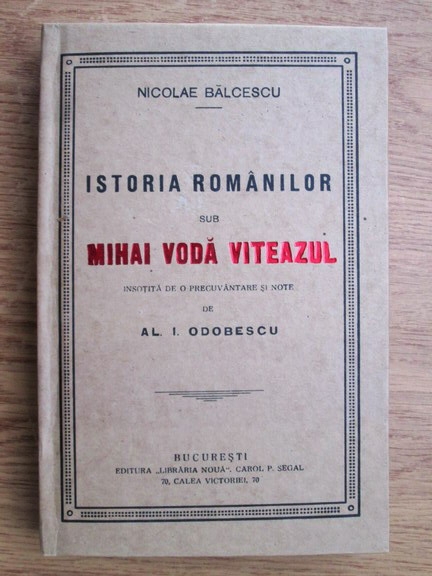 NICOLAE BĂLCESCU
ISTORIA ROMÂNILOR
SUB
MIHAI VODĂ VITEAZUL
INSOȚITĂ DE O PRECUVÂNTARE ȘI NOTE
DE
AL. I. ODOBESCU
BUCUREȘTI
EDITURA „LIBRĂRIA NOUĂ“, CAROL P. SEGAL
70, CALEA VICTORIEI, 70